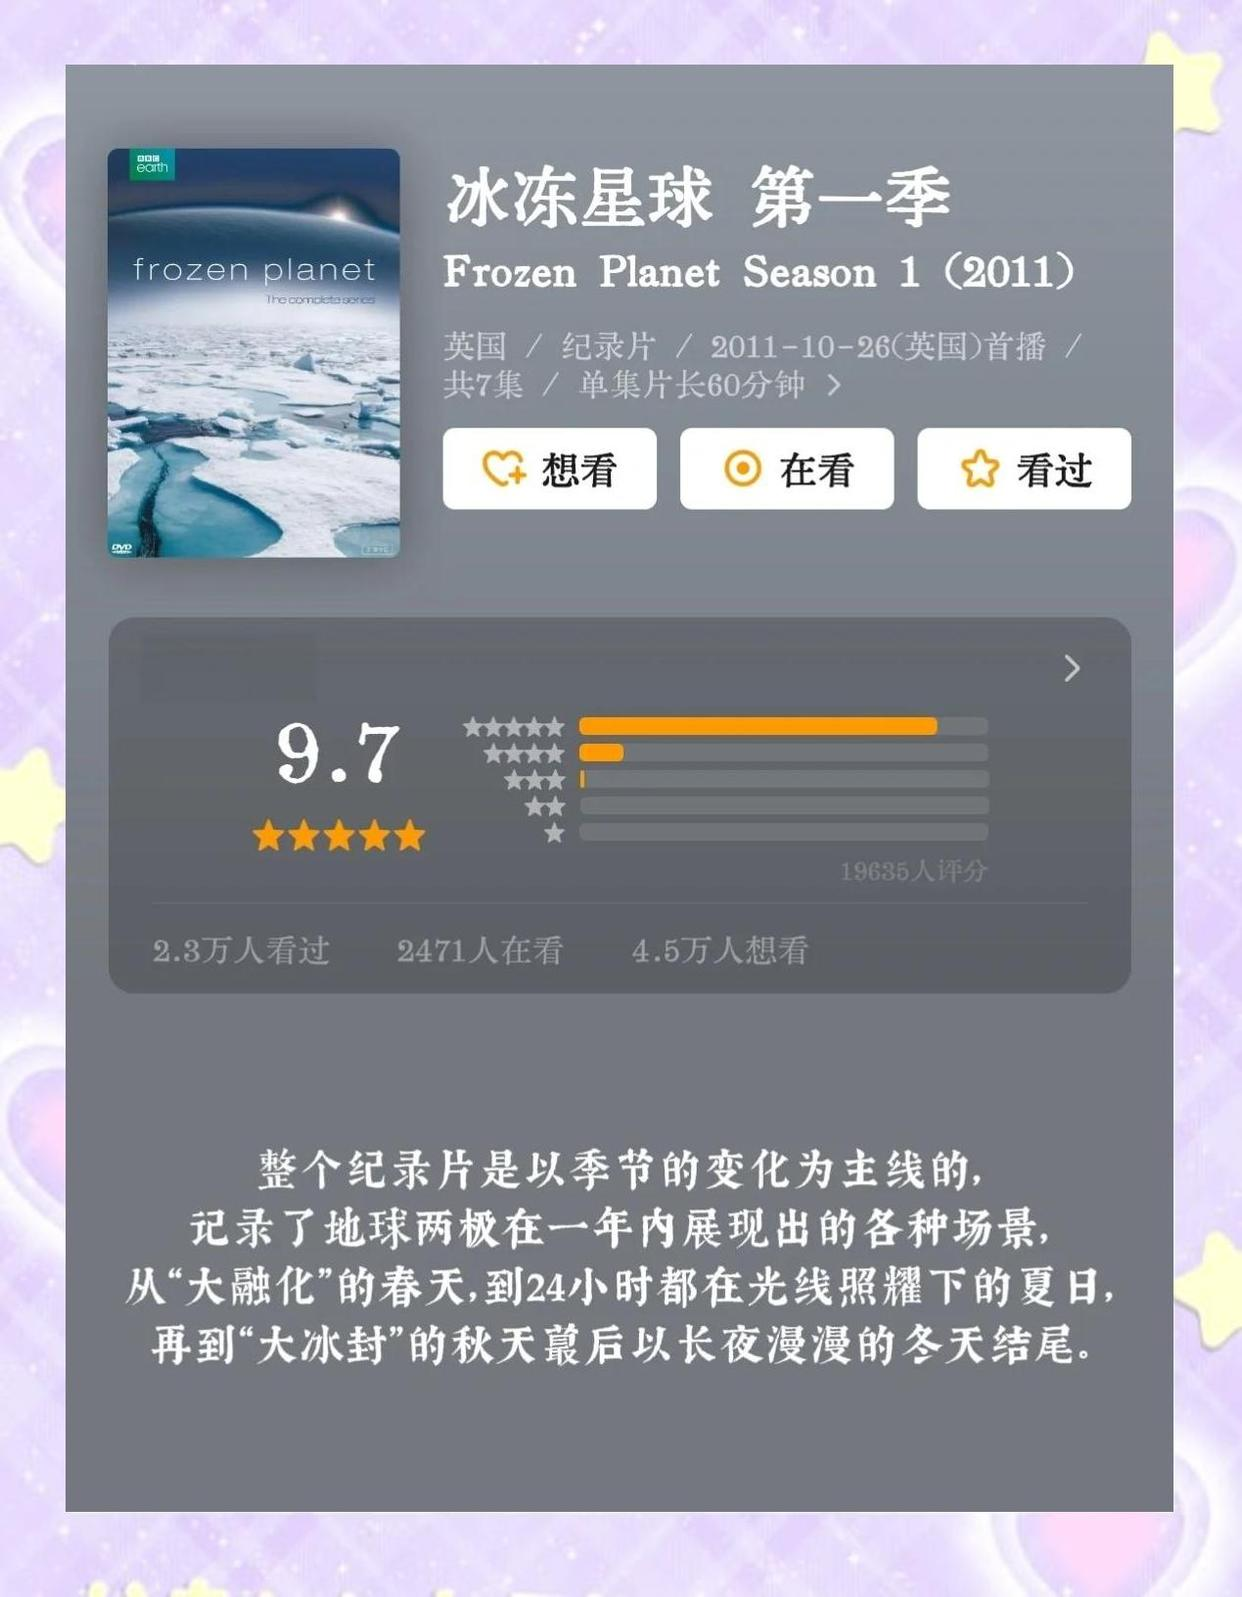 BBC
earth
frozen planet
The complete series
DVD
冰冻星球 第一季
Frozen Planet Season 1（2011）
英国 / 纪录片 / 2011-10-26(英国)首播 /
共7集 / 单集片长60分钟 >
想看
在看
看过
9.7
19635人评分
2.3万人看过
2471人在看
4.5万人想看
整个纪录片是以季节的变化为主线的,
记录了地球两极在一年内展现出的各种场景,
从“大融化”的春天,到24小时都在光线照耀下的夏日,
再到“大冰封”的秋天蕞后以长夜漫漫的冬天结尾。